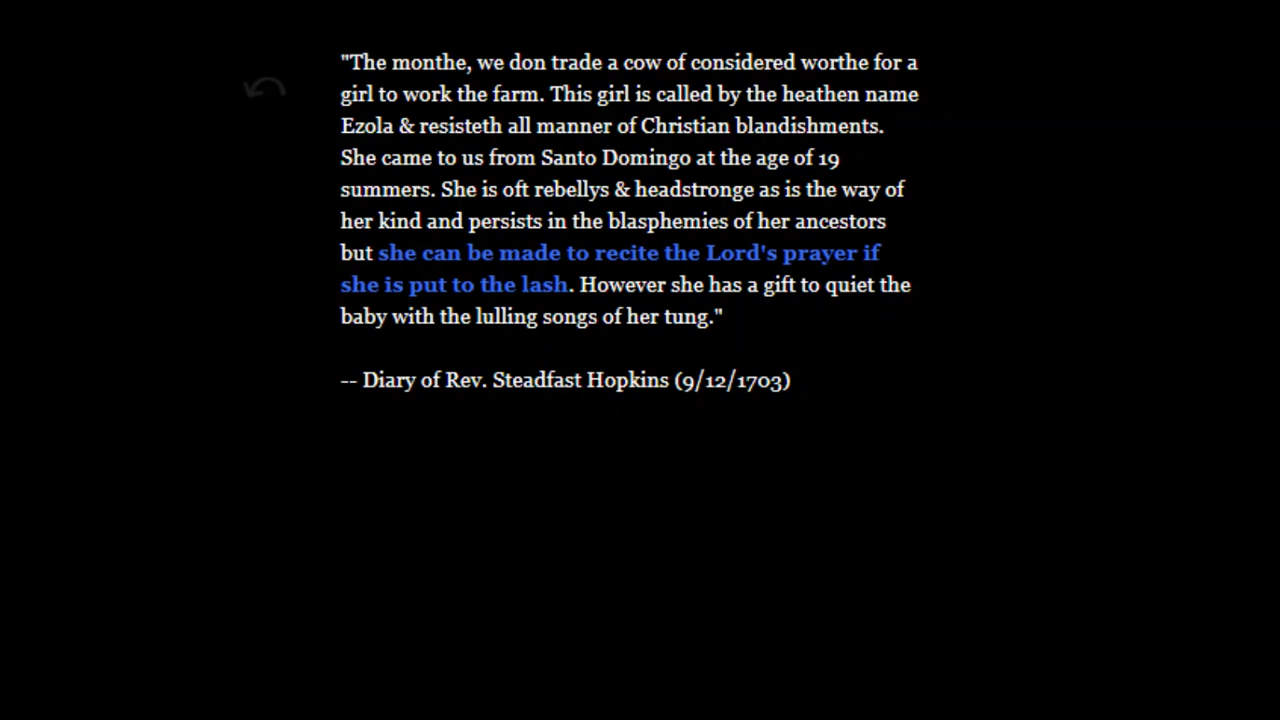 "The monthe, we don trade a cow of considered worthe for a
girl to work the farm. This girl is called by the heathen name
Ezola & resisteth all manner of Christian blandishments.
She came to us from Santo Domingo at the age of 19
summers. She is oft rebellys & headstronge as is the way of
her kind and persists in the blasphemies of her ancestors
but she can be made to recite the Lord's prayer if
she is put to the lash. However she has a gift to quiet the
baby with the lulling songs of her tung."
-- Diary of Rev. Steadfast Hopkins (9/12/1703)